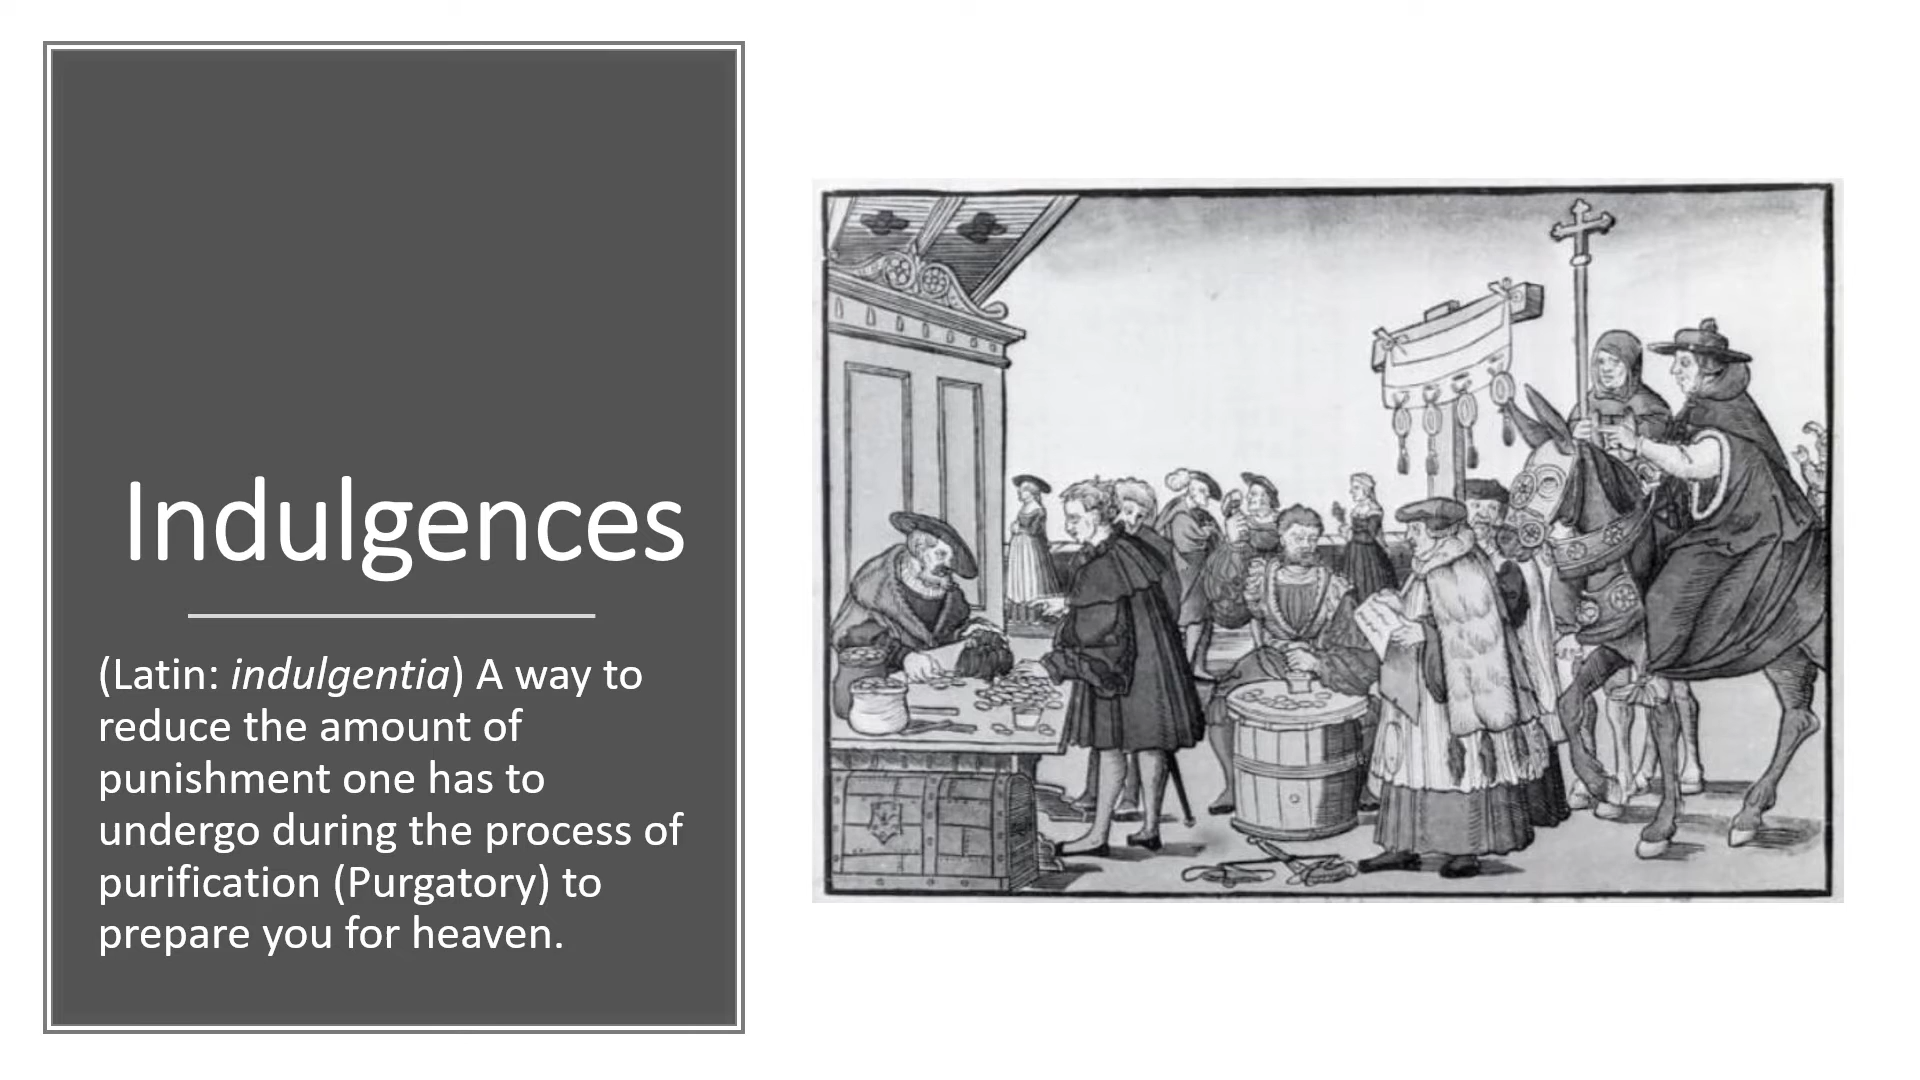 Indulgences
(Latin: indulgentia) A way to
reduce the amount of
punishment one has to
undergo during the process of
purification (Purgatory) to
prepare you for heaven.